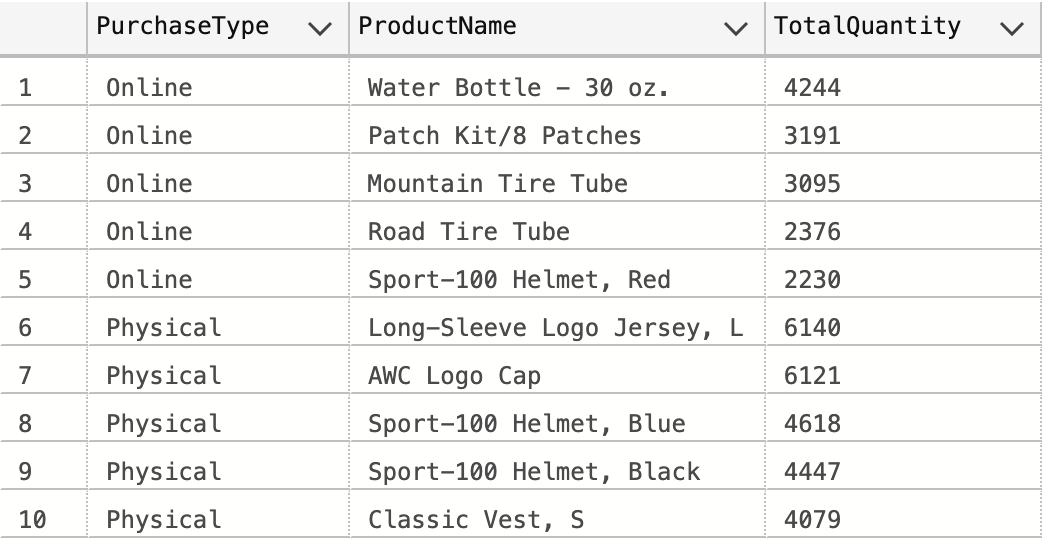 PurchaseType ProductName TotalQuantity
1 Online Water Bottle - 30 oz. 4244
2 Online Patch Kit/8 Patches 3191
3 Online Mountain Tire Tube 3095
4 Online Road Tire Tube 2376
5 Online Sport-100 Helmet, Red 2230
6 Physical Long-Sleeve Logo Jersey, L 6140
7 Physical AWC Logo Cap 6121
8 Physical Sport-100 Helmet, Blue 4618
9 Physical Sport-100 Helmet, Black 4447
10 Physical Classic Vest, S 4079